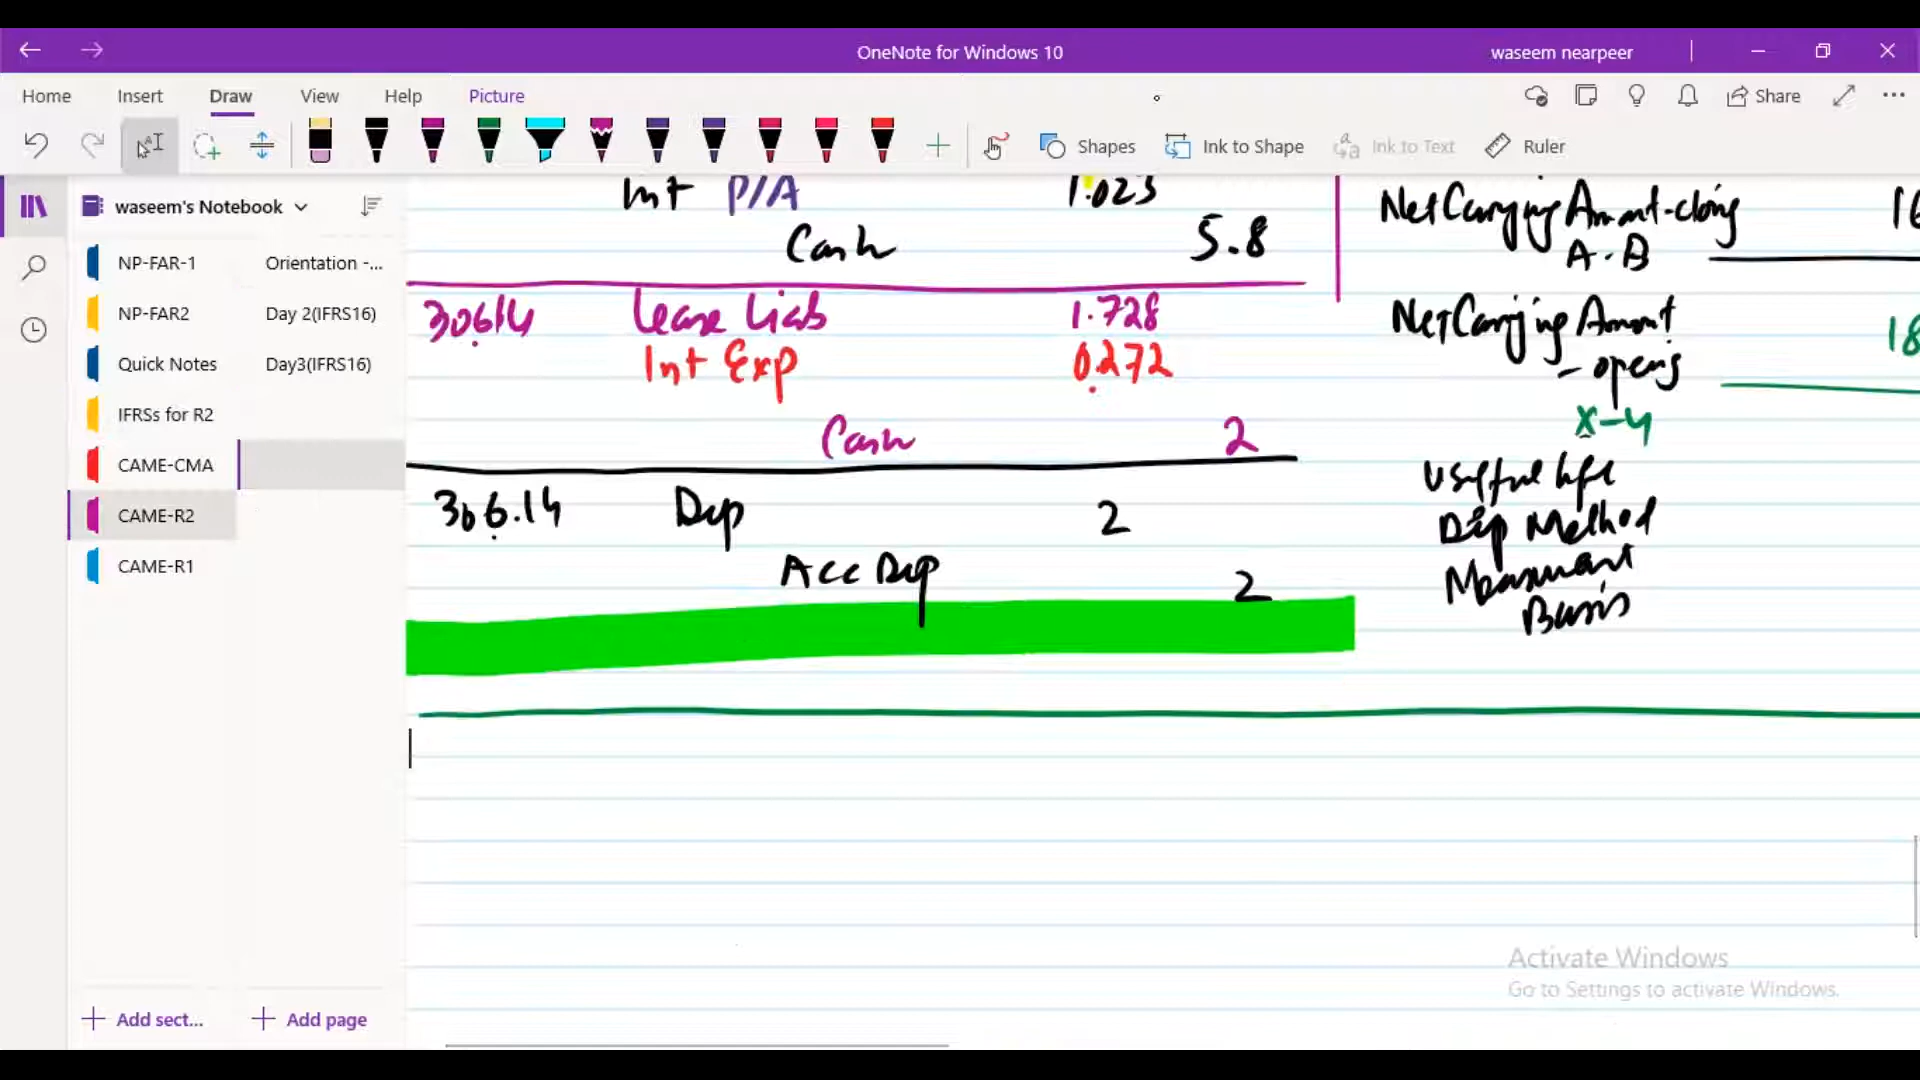 OneNote for Windows 10
waseem nearpeer
Home Insert Draw View Help Picture
Share
Shapes
Ink to Shape
Ink to Text
Ruler
waseem's Notebook
NP-FAR-1
NP-FAR2
Quick Notes
IFRSs for R2
CAME-CMA
CAME-R2
CAME-R1
Orientation -...
Day 2(IFRS16)
Day3(IFRS16)
Add sect...
Add page
Int P/A 1.023
Cash 5.8
306.14 Lease Liab 1.728
Int Exp 0.272
Cash 2
306.14 Dep 2
Acc Dep 2
Net Carrying Amount-closing
A-B
Net Carrying Amount
- opening
18
X-4
Useful life
Dep Method
Measurment
Basis
Activate Windows
Go to Settings to activate Windows.